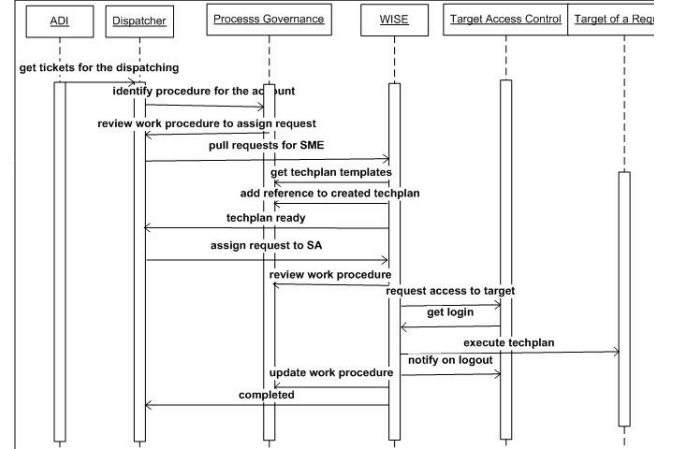 ADI
Dispatcher
Processs Governance
WISE
Target Access Control
Target of a Requ
get tickets for the dispatching
identify procedure for the account
review work procedure to assign request
pull requests for SME
get techplan templates
add reference to created techplan
techplan ready
assign request to SA
review work procedure
request access to target
get login
execute techplan
notify on logout
update work procedure
completed